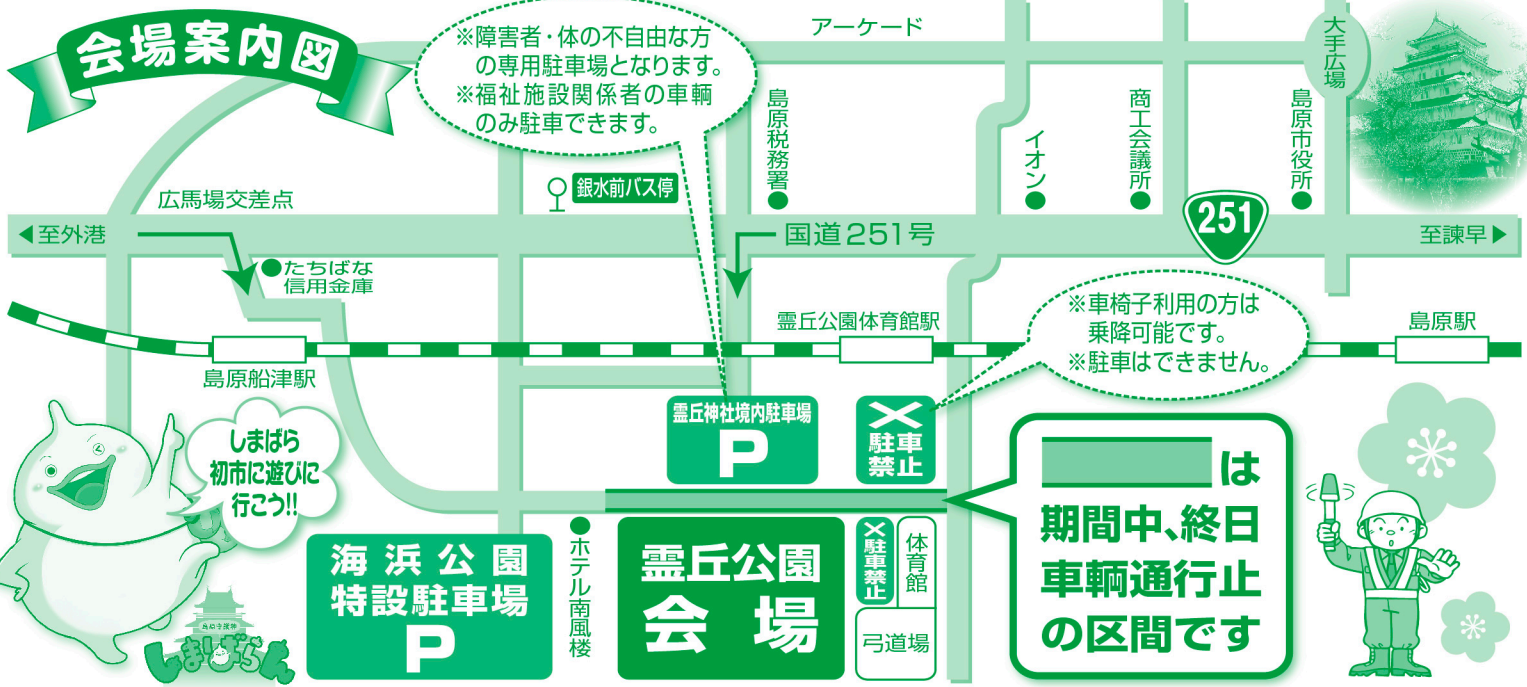 会場案内図
※障害者・体の不自由な方
の専用駐車場となります。
※福祉施設関係者の車輌
のみ駐車できます。
アーケード
大手広場
島原税務署
イオン
商工会議所
島原市役所
銀水前バス停
広馬場交差点
◀至外港
国道251号
251
至諫早▶
たちばな
信用金庫
※車椅子利用の方は
乗降可能です。
※駐車はできません。
霊丘公園体育館駅
島原駅
島原船津駅
霊丘神社境内駐車場
P
×
駐車
禁止
しまばら
初市に遊びに
行こう!!
は
期間中、終日
車輌通行止
の区間です
海浜公園
特設駐車場
P
ホテル南風楼
霊丘公園
会場
×駐車禁止
体育館
弓道場
しまばらん